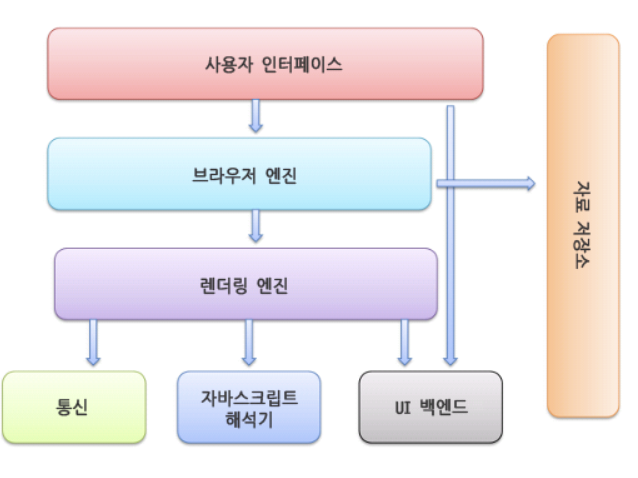 사용자 인터페이스
브라우저 엔진
자료 저장소
렌더링 엔진
통신
자바스크립트
해석기
UI 백엔드